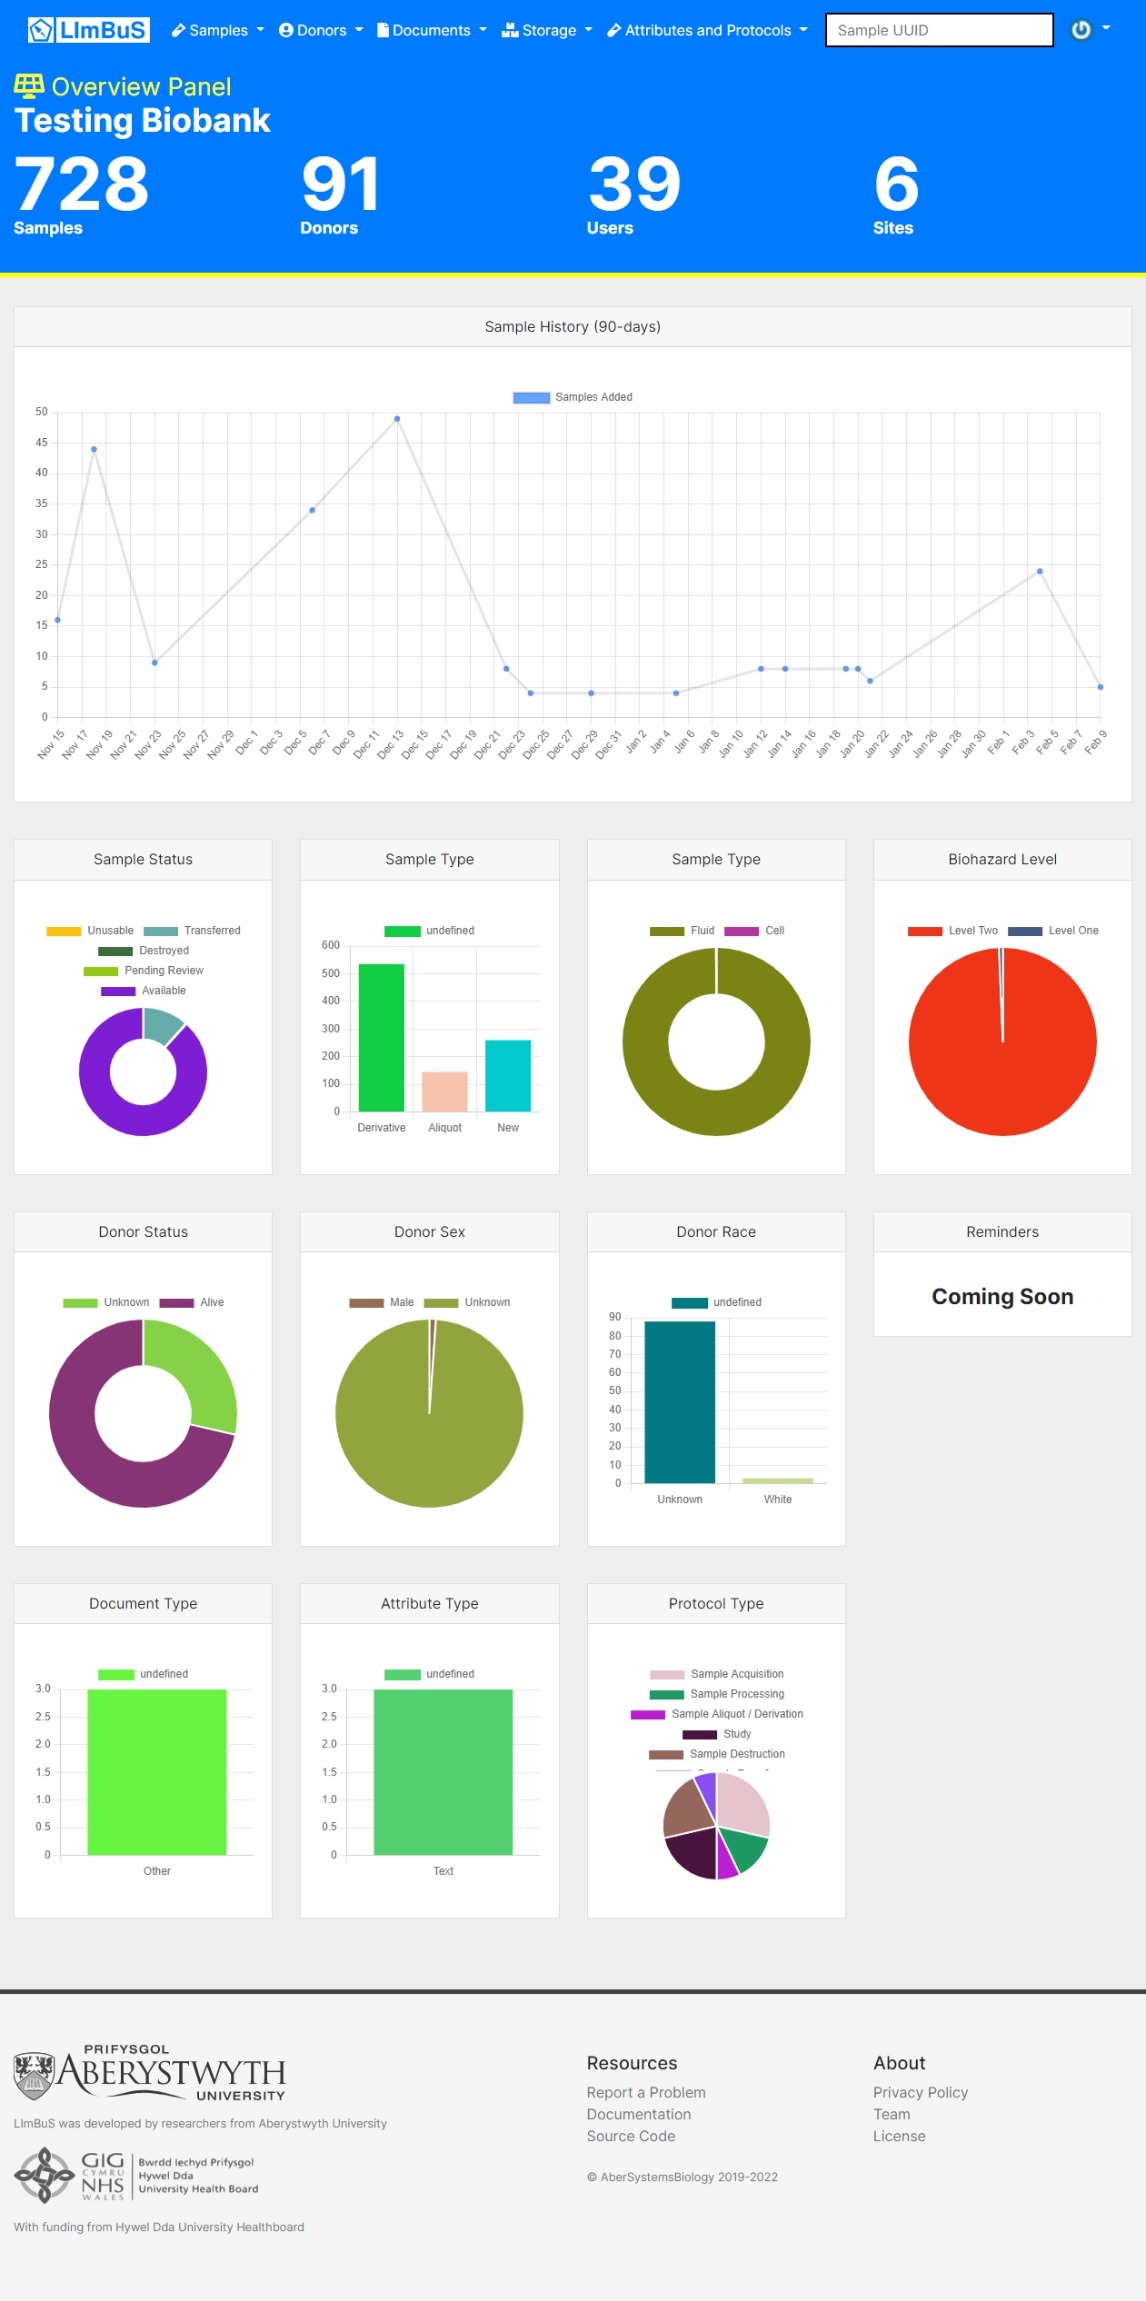 LImBuS Samples Donors Documents Storage Attributes and Protocols Sample UUID
Overview Panel
Testing Biobank
728 91 39 6
Samples Donors Users Sites
Sample History (90-days)
Samples Added
50
45
40
35
30
25
20
15
10
5
0
Nov 15 Nov 17 Nov 19 Nov 21 Nov 23 Nov 25 Nov 27 Nov 29 Dec 1 Dec 3 Dec 5 Dec 7 Dec 9 Dec 11 Dec 13 Dec 15 Dec 17 Dec 19 Dec 21 Dec 23 Dec 25 Dec 27 Dec 29 Dec 31 Jan 2 Jan 4 Jan 6 Jan 8 Jan 10 Jan 12 Jan 14 Jan 16 Jan 18 Jan 20 Jan 22 Jan 24 Jan 26 Jan 28 Jan 30 Feb 1 Feb 3 Feb 5 Feb 7 Feb 9
Sample Status
Unusable Transferred
Destroyed
Pending Review
Available
Sample Type
undefined
600
500
400
300
200
100
0
Derivative Aliquot New
Sample Type
Fluid Cell
Biohazard Level
Level Two Level One
Donor Status
Unknown Alive
Donor Sex
Male Unknown
Donor Race
undefined
90
80
70
60
50
40
30
20
10
0
Unknown White
Reminders
Coming Soon
Document Type
undefined
3.0
2.5
2.0
1.5
1.0
0.5
0
Other
Attribute Type
undefined
3.0
2.5
2.0
1.5
1.0
0.5
0
Text
Protocol Type
Sample Acquisition
Sample Processing
Sample Aliquot / Derivation
Study
Sample Destruction
PRIFYSGOL
ABERYSTWYTH
UNIVERSITY
LImBuS was developed by researchers from Aberystwyth University
GIG
CYMRU
NHS
WALES
Bwrdd Iechyd Prifysgol
Hywel Dda
University Health Board
With funding from Hywel Dda University Healthboard
Resources
Report a Problem
Documentation
Source Code
© AberSystemsBiology 2019-2022
About
Privacy Policy
Team
License